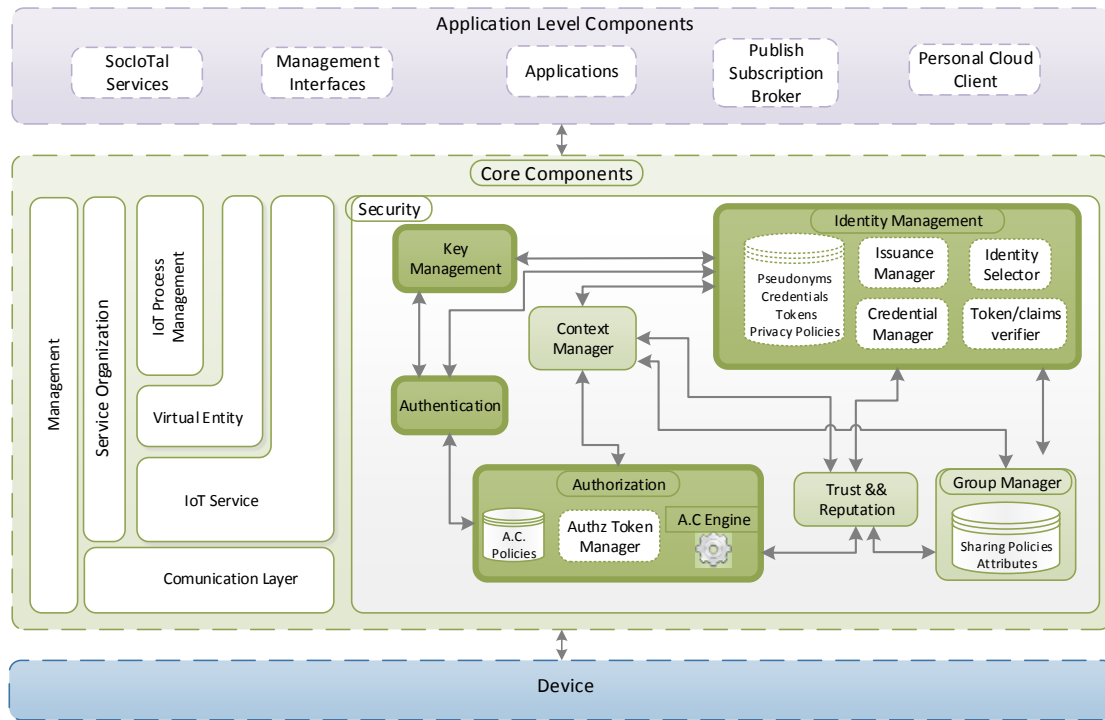 Application Level Components
SocIoTal
Services
Management
Interfaces
Applications
Publish
Subscription
Broker
Personal Cloud
Client
Core Components
Management
Service Organization
IoT Process
Management
Virtual Entity
IoT Service
Comunication Layer
Security
Key
Management
Identity Management
Pseudonyms
Credentials
Tokens
Privacy Policies
Issuance
Manager
Identity
Selector
Credential
Manager
Token/claims
verifier
Context
Manager
Authentication
Authorization
A.C.
Policies
Authz Token
Manager
A.C Engine
Trust &&
Reputation
Group Manager
Sharing Policies
Attributes
Device